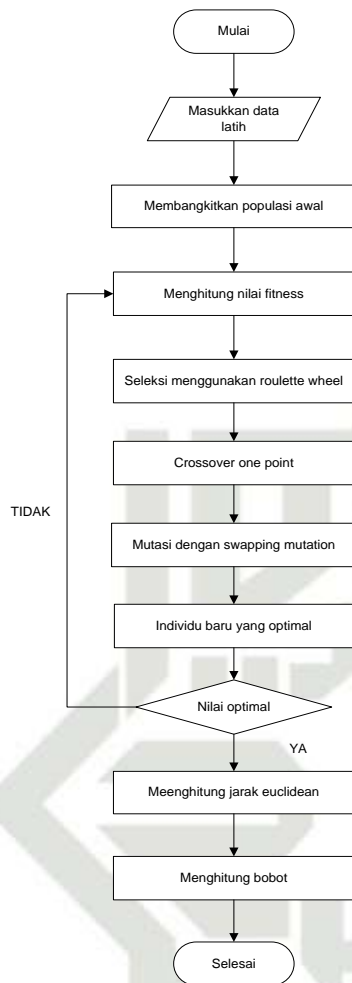 Mulai
Masukkan data
latih
Membangkitkan populasi awal
Menghitung nilai fitness
Seleksi menggunakan roulette wheel
Crossover one point
TIDAK
Mutasi dengan swapping mutation
Individu baru yang optimal
Nilai optimal
YA
Meenghitung jarak euclidean
Menghitung bobot
Selesai